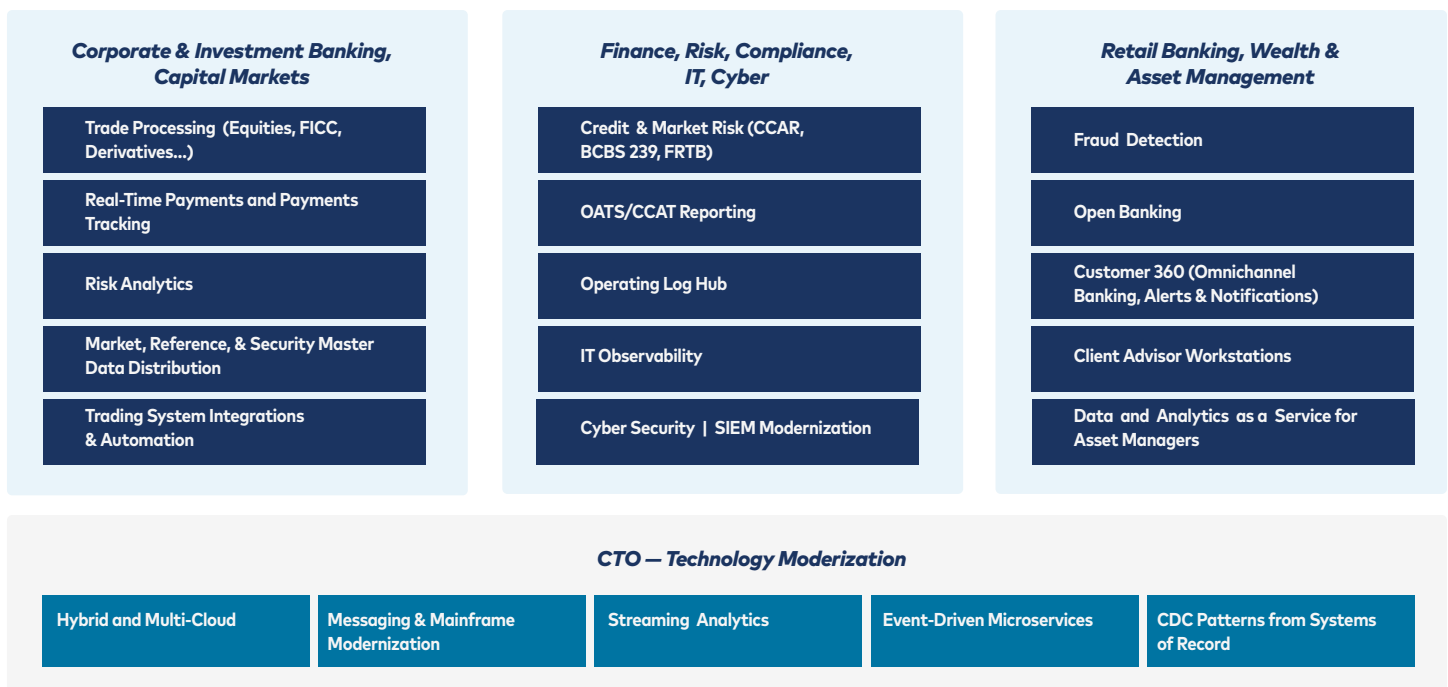 Corporate & Investment Banking,
Capital Markets
Trade Processing (Equities, FICC,
Derivatives...)
Real-Time Payments and Payments
Tracking
Risk Analytics
Market, Reference, & Security Master
Data Distribution
Trading System Integrations
& Automation
Finance, Risk, Compliance,
IT, Cyber
Credit & Market Risk (CCAR,
BCBS 239, FRTB)
OATS/CCAT Reporting
Operating Log Hub
IT Observability
Cyber Security | SIEM Modernization
Retail Banking, Wealth &
Asset Management
Fraud Detection
Open Banking
Customer 360 (Omnichannel
Banking, Alerts & Notifications)
Client Advisor Workstations
Data and Analytics as a Service for
Asset Managers
CTO — Technology Moderization
Hybrid and Multi-Cloud
Messaging & Mainframe
Modernization
Streaming Analytics
Event-Driven Microservices
CDC Patterns from Systems
of Record